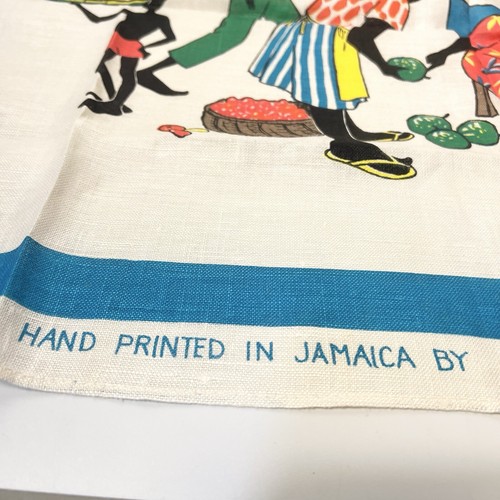 HAND PRINTED IN JAMAICA BY